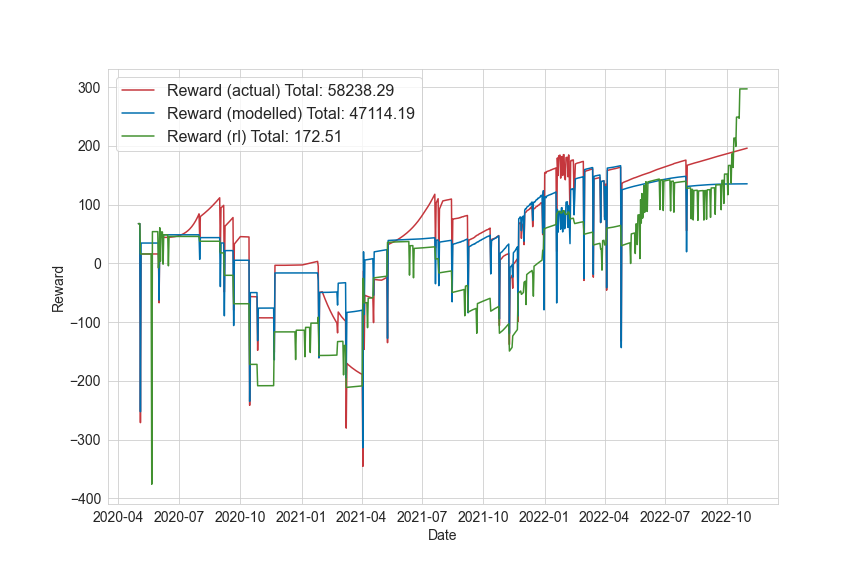 Reward (actual) Total: 58238.29
Reward (modelled) Total: 47114.19
Reward (rl) Total: 172.51
300
200
100
0
−100
−200
−300
−400
Reward
2020-04 2020-07 2020-10 2021-01 2021-04 2021-07 2021-10 2022-01 2022-04 2022-07 2022-10
Date